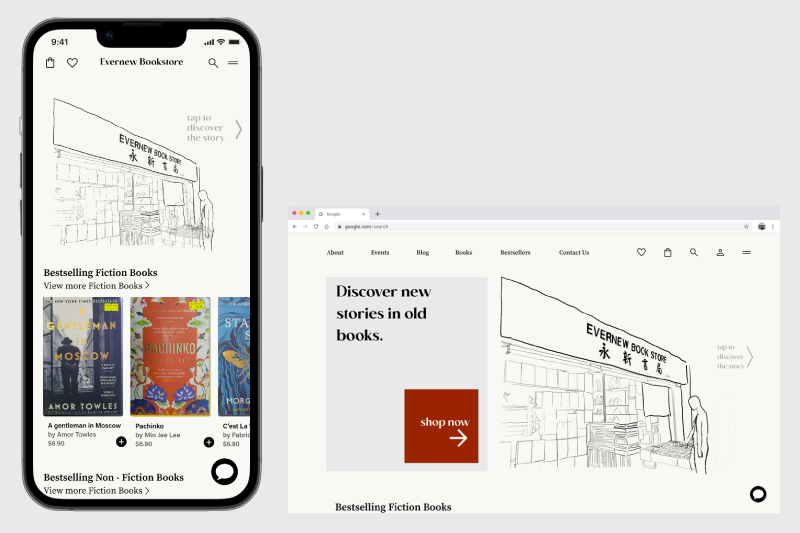 9:41
Evernew Bookstore
tap to
discover
the story
EVERNEW BOOK STORE
永新書局
Bestselling Fiction Books
View more Fiction Books
A
GENTLEMAN
IN
MOSCOW
AMOR TOWLES
PACHINKO
A gentleman in Moscow
by Amor Towles
$6.90
Pachinko
by Min Jee Lee
$6.90
C'est La
by Fabric
$6.90
Bestselling Non - Fiction Books
View more Fiction Books
Google
google.com/search
About Events Blog Books Bestsellers Contact Us
Discover new
stories in old
books.
shop now
EVERNEW BOOK STORE
永新書局
tap to
discover
the story
Bestselling Fiction Books